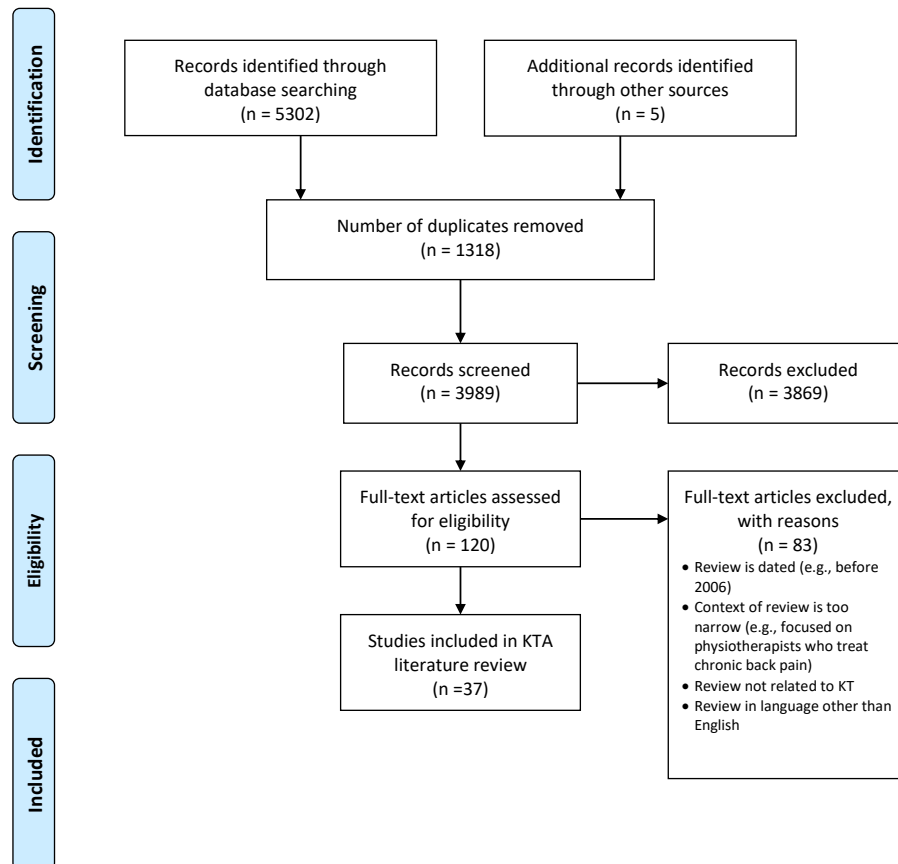 Identification
Records identified through
database searching
(n = 5302)
Additional records identified
through other sources
(n = 5)
Number of duplicates removed
(n = 1318)
Screening
Records screened
(n = 3989)
Records excluded
(n = 3869)
Eligibility
Full-text articles assessed
for eligibility
(n = 120)
Full-text articles excluded,
with reasons
(n = 83)
• Review is dated (e.g., before
2006)
• Context of review is too
narrow (e.g., focused on
physiotherapists who treat
chronic back pain)
• Review not related to KT
• Review in language other than
English
Studies included in KTA
literature review
(n =37)
Included